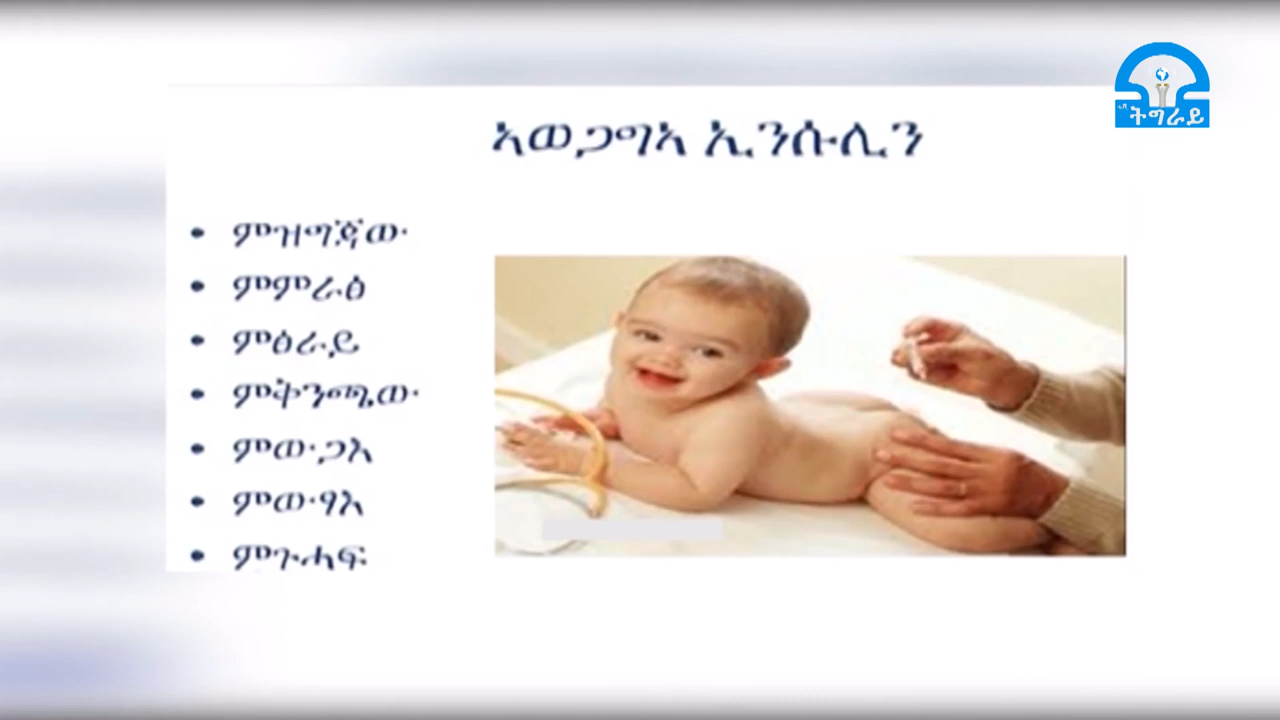 ትግራይ
ኣወጋግኣ ኢንሱሊን
• ምዝግጃው
• ምምራፅ
• ምፅራይ
• ምቅንጫው
• ምውጋእ
• ምውፃእ
• ምጉሓፍ